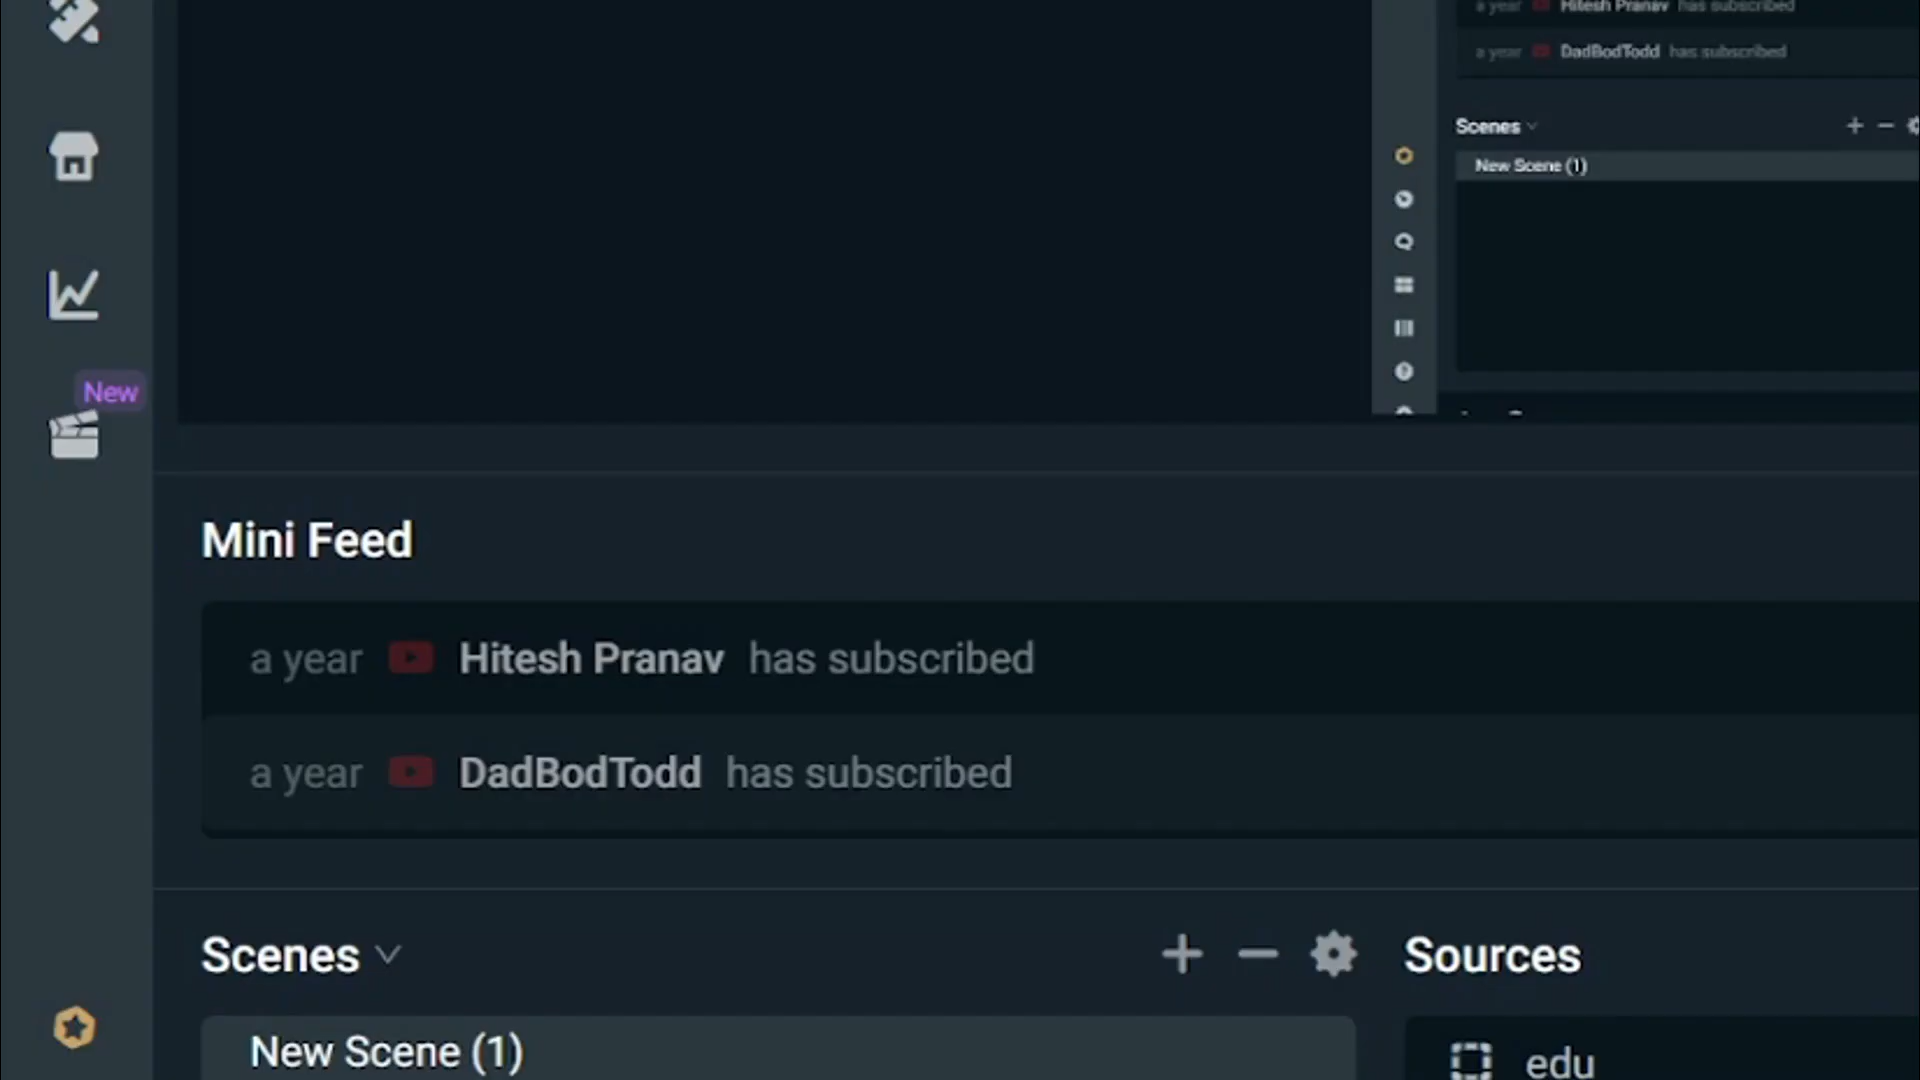 a year Hitesh Pranav has subscribed
a year DadBodTodd has subscribed
Scenes
New Scene (1)
New
Mini Feed
a year Hitesh Pranav has subscribed
a year DadBodTodd has subscribed
Scenes
Sources
New Scene (1)
edu